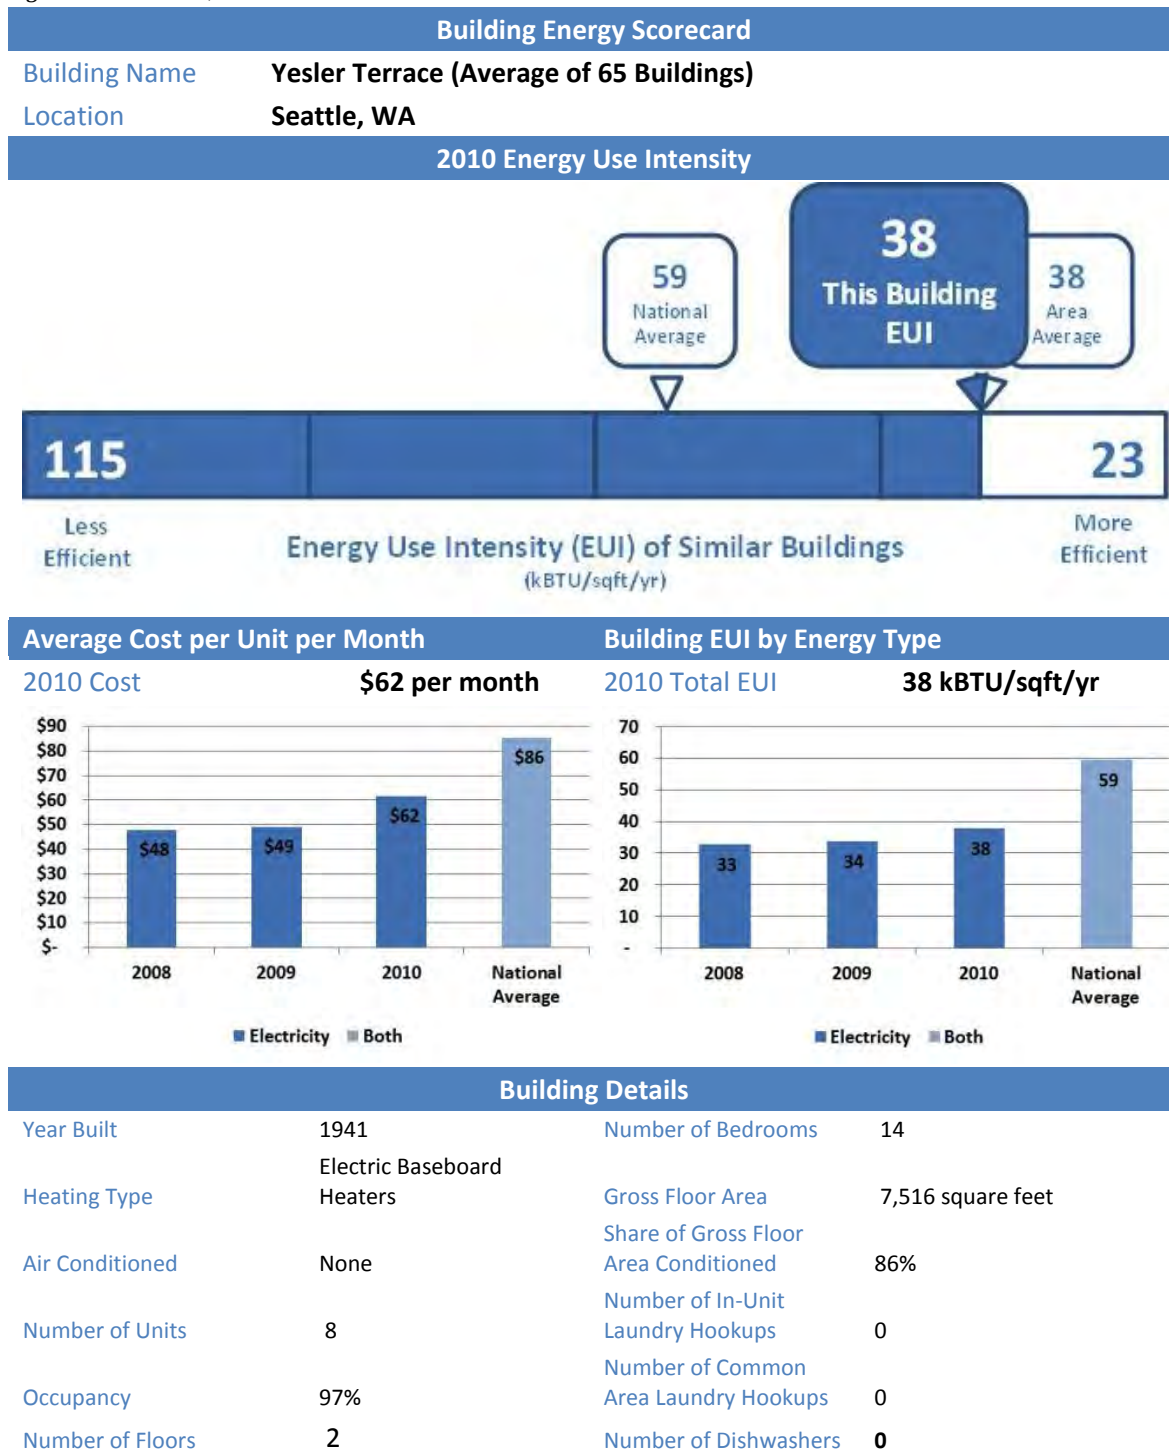 Building Energy Scorecard
Building Name Yesler Terrace (Average of 65 Buildings)
Location Seattle, WA
2010 Energy Use Intensity
38
This Building
EUI
59
National
Average
38
Area
Average
115
23
Less
Efficient
More
Efficient
Energy Use Intensity (EUI) of Similar Buildings
(kBTU/sqft/yr)
Average Cost per Unit per Month
2010 Cost $62 per month
$90
$80
$70
$60
$50
$40
$30
$20
$10
$-
$48
$49
$62
$86
2008 2009 2010 National
Average
Electricity Both
Building EUI by Energy Type
2010 Total EUI 38 kBTU/sqft/yr
70
60
50
40
30
20
10
-
33
34
38
59
2008 2009 2010 National
Average
Electricity Both
Building Details
Year Built 1941 Number of Bedrooms 14
Electric Baseboard
Heating Type Heaters Gross Floor Area 7,516 square feet
Share of Gross Floor
Air Conditioned None Area Conditioned 86%
Number of In-Unit
Number of Units 8 Laundry Hookups 0
Number of Common
Occupancy 97% Area Laundry Hookups 0
Number of Floors 2 Number of Dishwashers 0